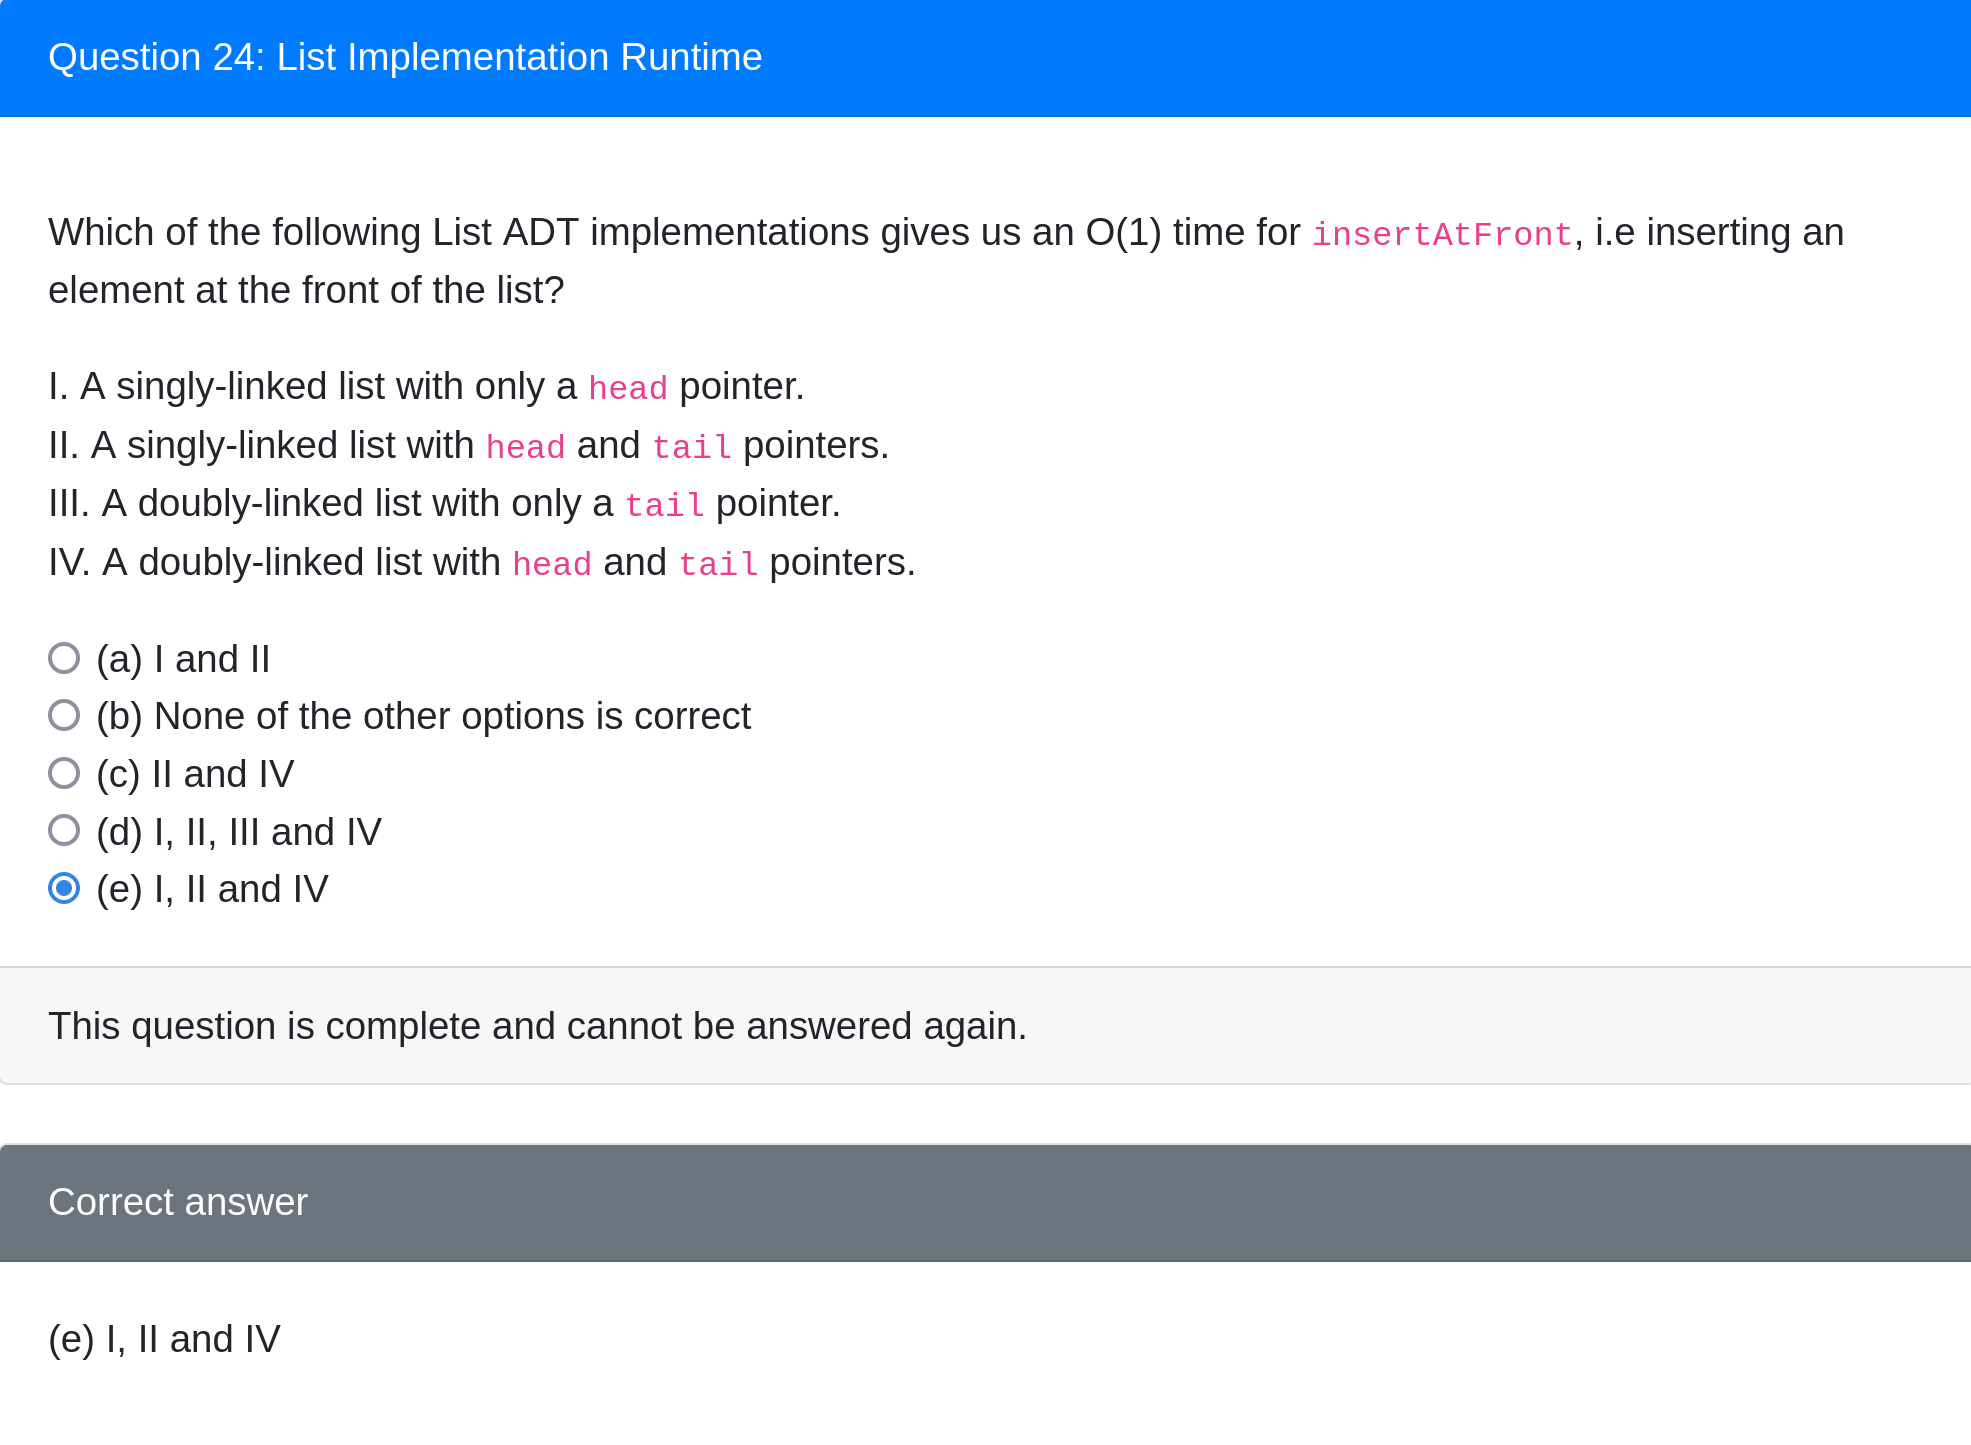 Question 24: List Implementation Runtime
Which of the following List ADT implementations gives us an O(1) time for insertAtFront, i.e inserting an
element at the front of the list?
I. A singly-linked list with only a head pointer.
II. A singly-linked list with head and tail pointers.
III. A doubly-linked list with only a tail pointer.
IV. A doubly-linked list with head and tail pointers.
(a) I and II
(b) None of the other options is correct
(c) II and IV
(d) I, II, III and IV
(e) I, II and IV
This question is complete and cannot be answered again.
Correct answer
(e) I, II and IV